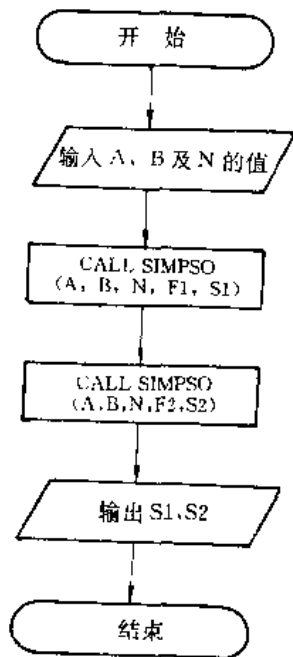 开 始
输入 A、B 及 N 的值
CALL SIMPSO
(A, B, N, F1, S1)
CALL SIMPSO
(A,B,N,F2,S2)
输出 S1、S2
结束